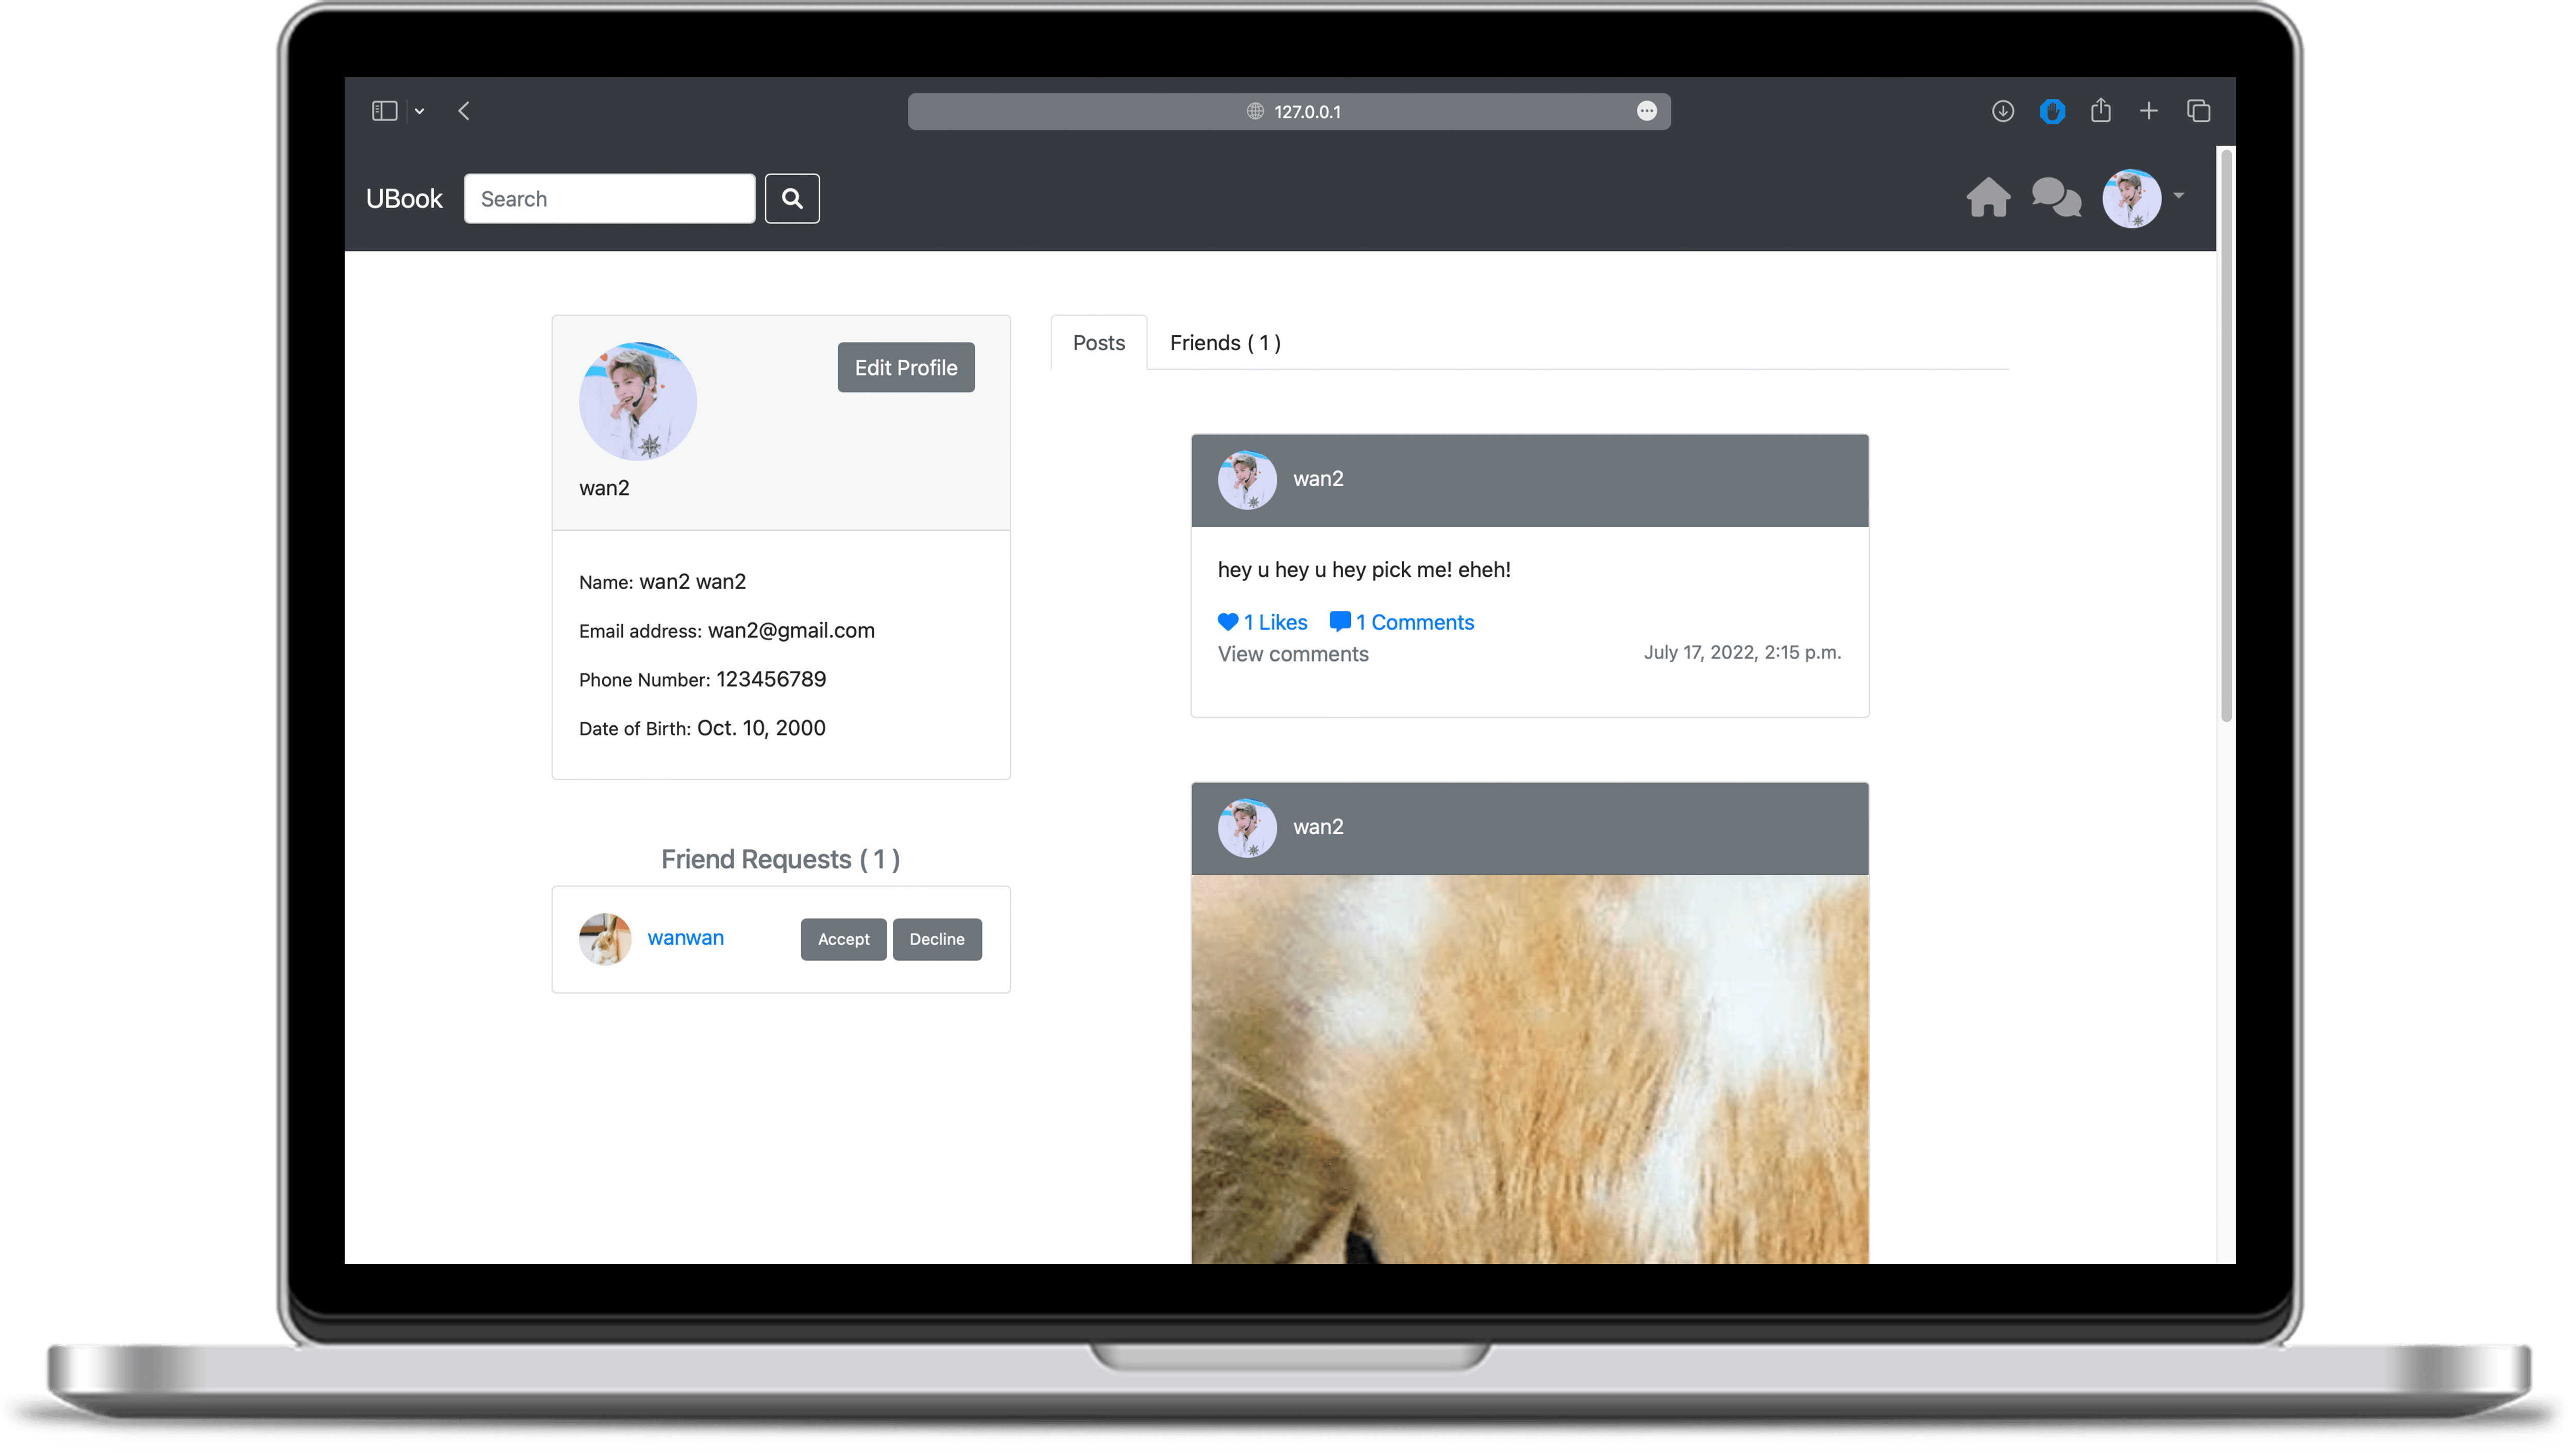 127.0.0.1
UBook
Search
Edit Profile
wan2
Name: wan2 wan2
Email address: wan2@gmail.com
Phone Number: 123456789
Date of Birth: Oct. 10, 2000
Friend Requests ( 1 )
wanwan
Accept
Decline
Posts
Friends ( 1 )
wan2
hey u hey u hey pick me! eheh!
1 Likes
1 Comments
View comments
July 17, 2022, 2:15 p.m.
wan2